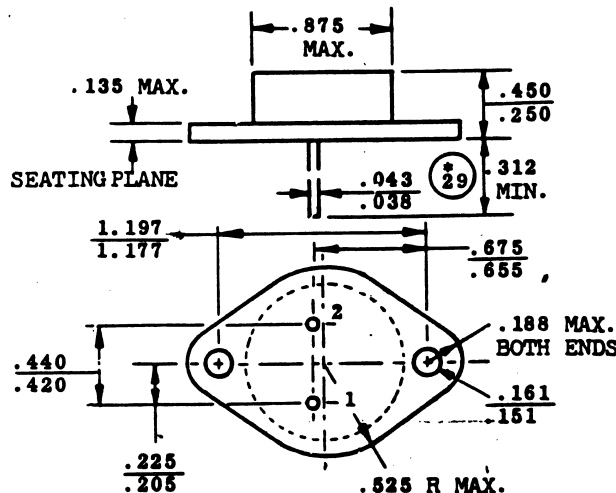 .875
MAX.
.135 MAX.
.450
.250
SEATING PLANE
.043
.038
*
29
.312
MIN.
1.197
1.177
.675
.655
2
.188 MAX.
BOTH ENDS
.440
.420
1
.161
.151
.225
.205
.525 R MAX.